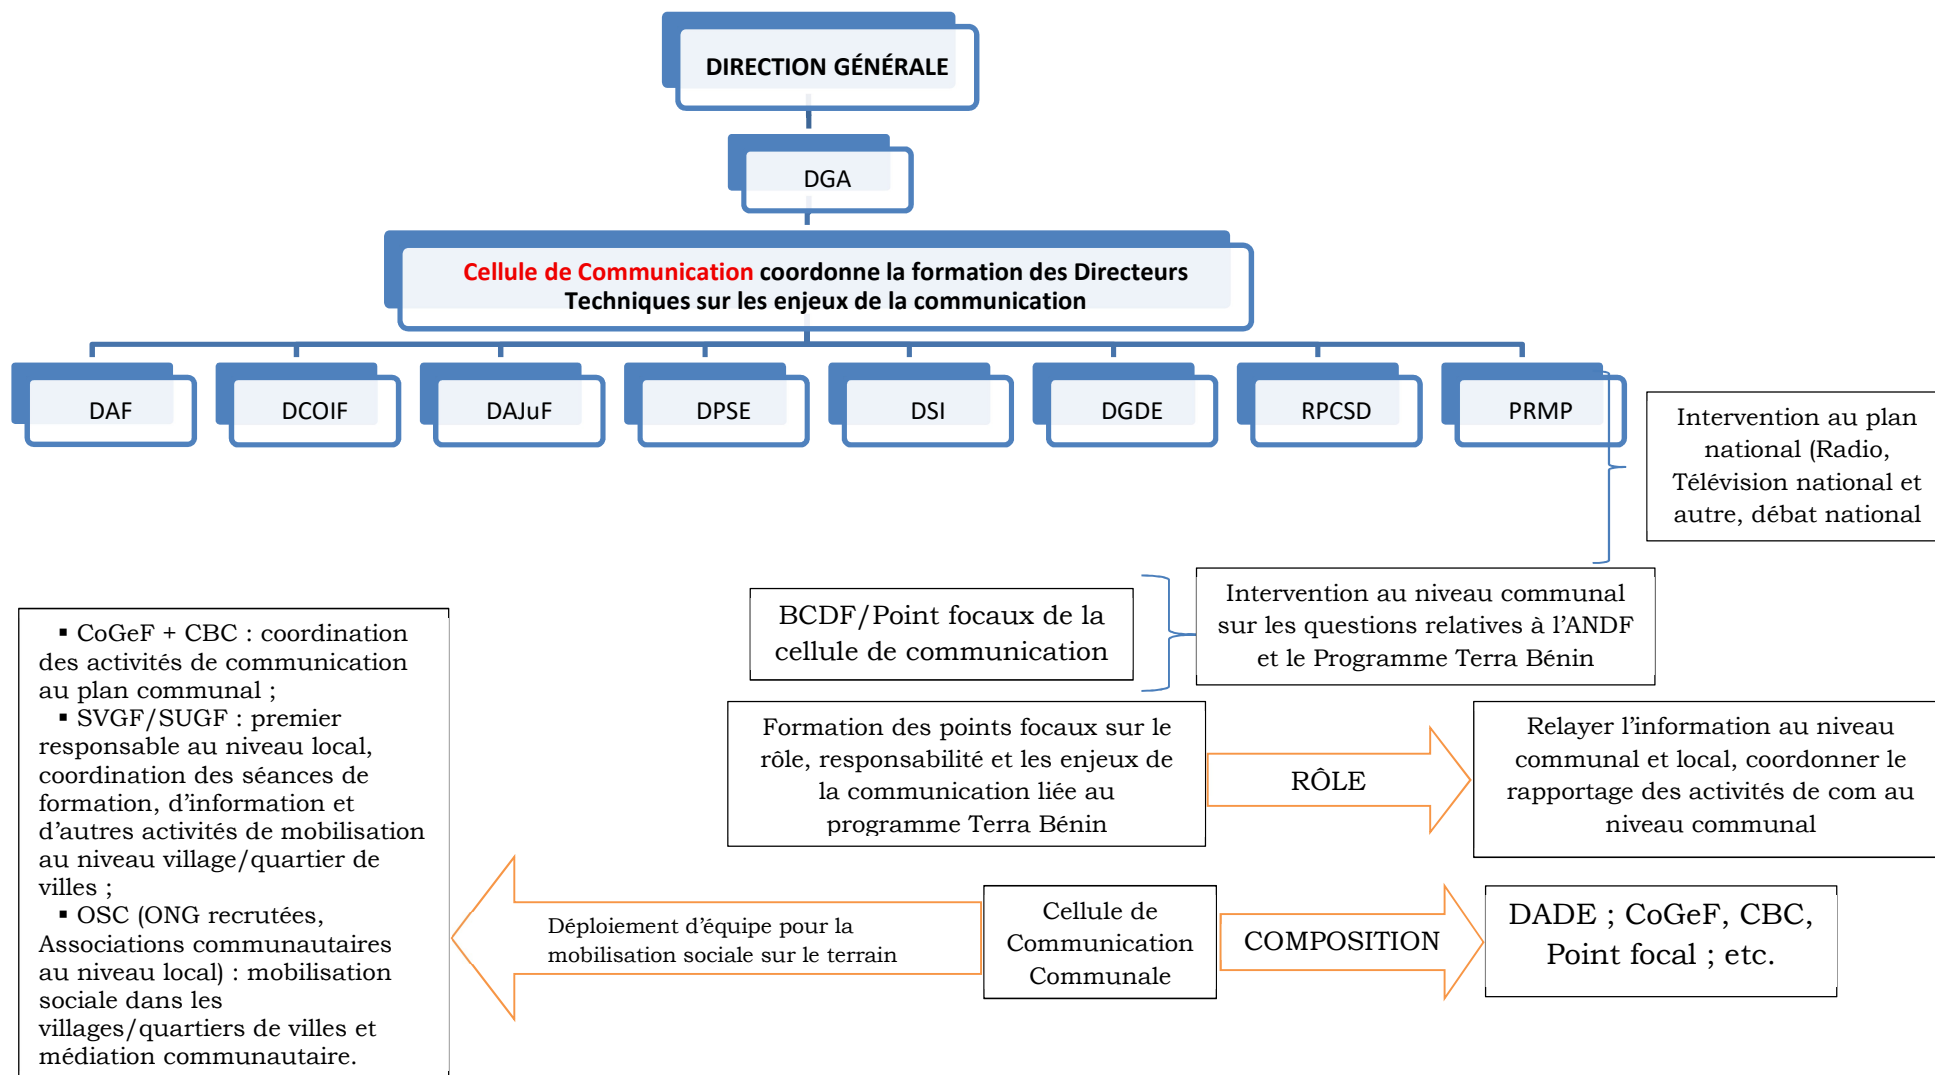 DIRECTION GÉNÉRALE
DGA
Cellule de Communication coordonne la formation des Directeurs
Techniques sur les enjeux de la communication
DAF
DCOIF
DAJuF
DPSE
DSI
DGDE
RPCSD
PRMP
Intervention au plan
national (Radio,
Télévision national et
autre, débat national
BCDF/Point focaux de la
cellule de communication
Intervention au niveau communal
sur les questions relatives à l’ANDF
et le Programme Terra Bénin
Formation des points focaux sur le
rôle, responsabilité et les enjeux de
la communication liée au
programme Terra Bénin
RÔLE
Relayer l’information au niveau
communal et local, coordonner le
rapportage des activités de com au
niveau communal
▪ CoGeF + CBC : coordination
des activités de communication
au plan communal ;
▪ SVGF/SUGF : premier
responsable au niveau local,
coordination des séances de
formation, d’information et
d’autres activités de mobilisation
au niveau village/quartier de
villes ;
▪ OSC (ONG recrutées,
Associations communautaires
au niveau local) : mobilisation
sociale dans les
villages/quartiers de villes et
médiation communautaire.
Déploiement d’équipe pour la
mobilisation sociale sur le terrain
Cellule de
Communication
Communale
COMPOSITION
DADE ; CoGeF, CBC,
Point focal ; etc.